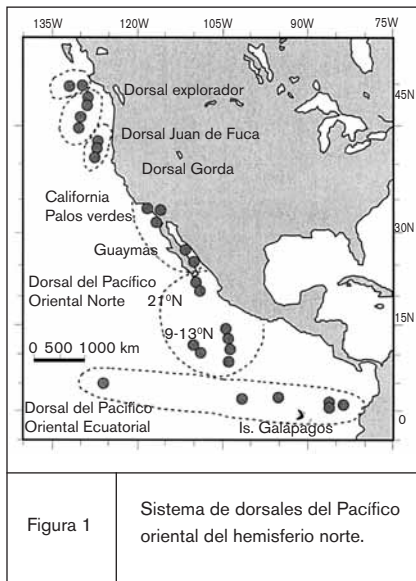 135W 120W 105W 90W 75W
45N
Dorsal explorador
Dorsal Juan de Fuca
Dorsal Gorda
California
Palos verdes
30N
Guaymas
Dorsal del Pacífico
Oriental Norte
21⁰N
15N
9-13⁰N
0 500 1000 km
Dorsal del Pacífico
Oriental Ecuatorial
Is. Galápagos
0
Figura 1
Sistema de dorsales del Pacífico
oriental del hemisferio norte.